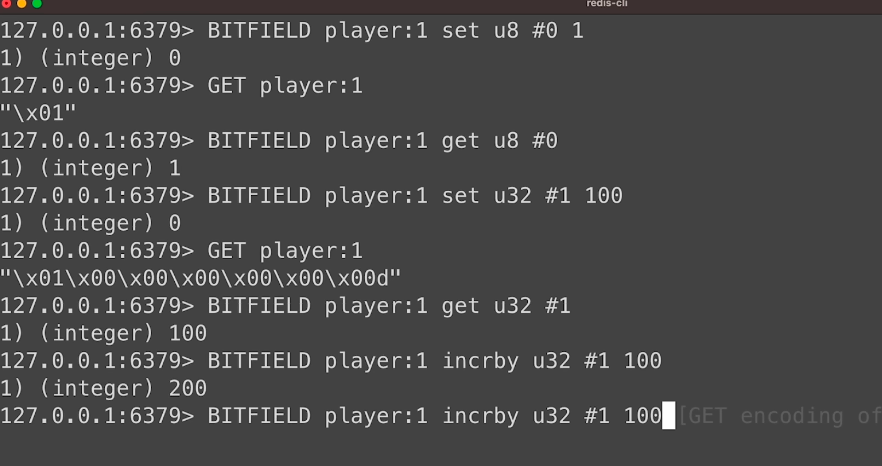 redis-cli
127.0.0.1:6379> BITFIELD player:1 set u8 #0 1
1) (integer) 0
127.0.0.1:6379> GET player:1
"\x01"
127.0.0.1:6379> BITFIELD player:1 get u8 #0
1) (integer) 1
127.0.0.1:6379> BITFIELD player:1 set u32 #1 100
1) (integer) 0
127.0.0.1:6379> GET player:1
"\x01\x00\x00\x00\x00\x00\x00d"
127.0.0.1:6379> BITFIELD player:1 get u32 #1
1) (integer) 100
127.0.0.1:6379> BITFIELD player:1 incrby u32 #1 100
1) (integer) 200
127.0.0.1:6379> BITFIELD player:1 incrby u32 #1 100 [GET encoding of